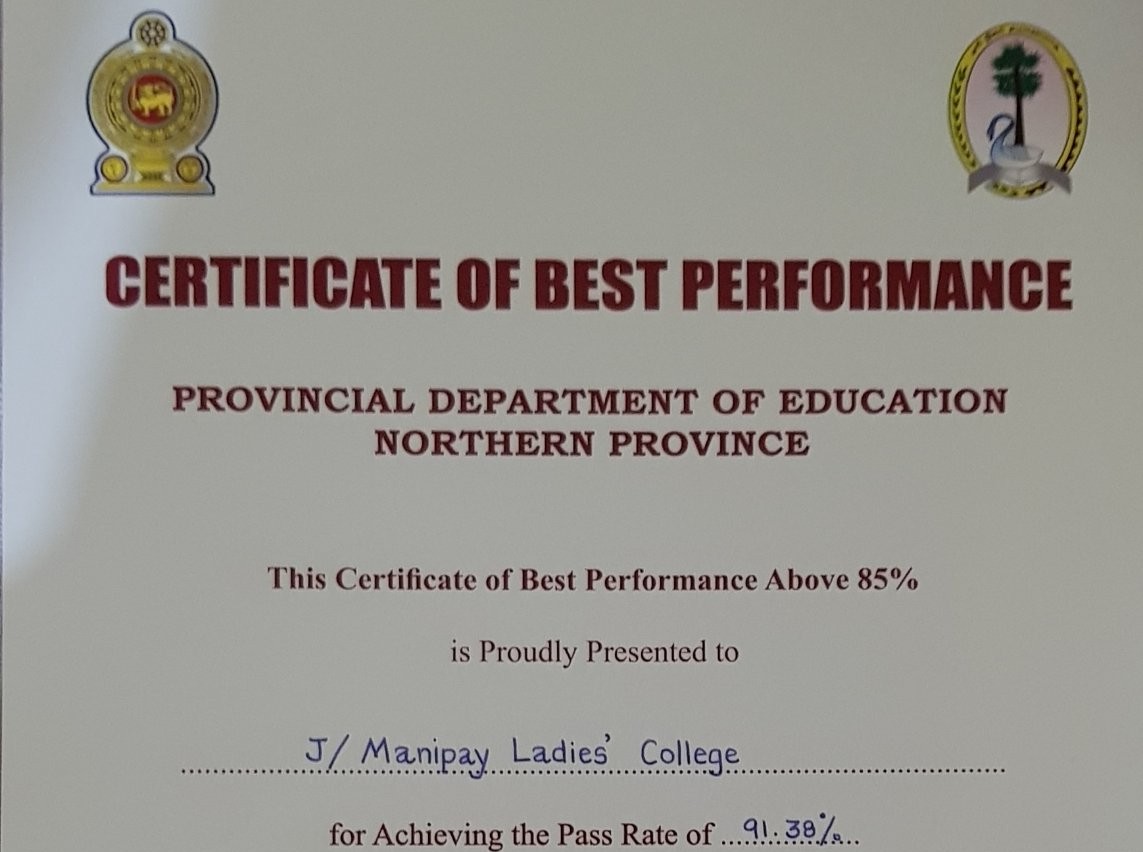 CERTIFICATE OF BEST PERFORMANCE
PROVINCIAL DEPARTMENT OF EDUCATION
NORTHERN PROVINCE
This Certificate of Best Performance Above 85%
is Proudly Presented to
J/ Manipay Ladies' College
for Achieving the Pass Rate of 91.38%